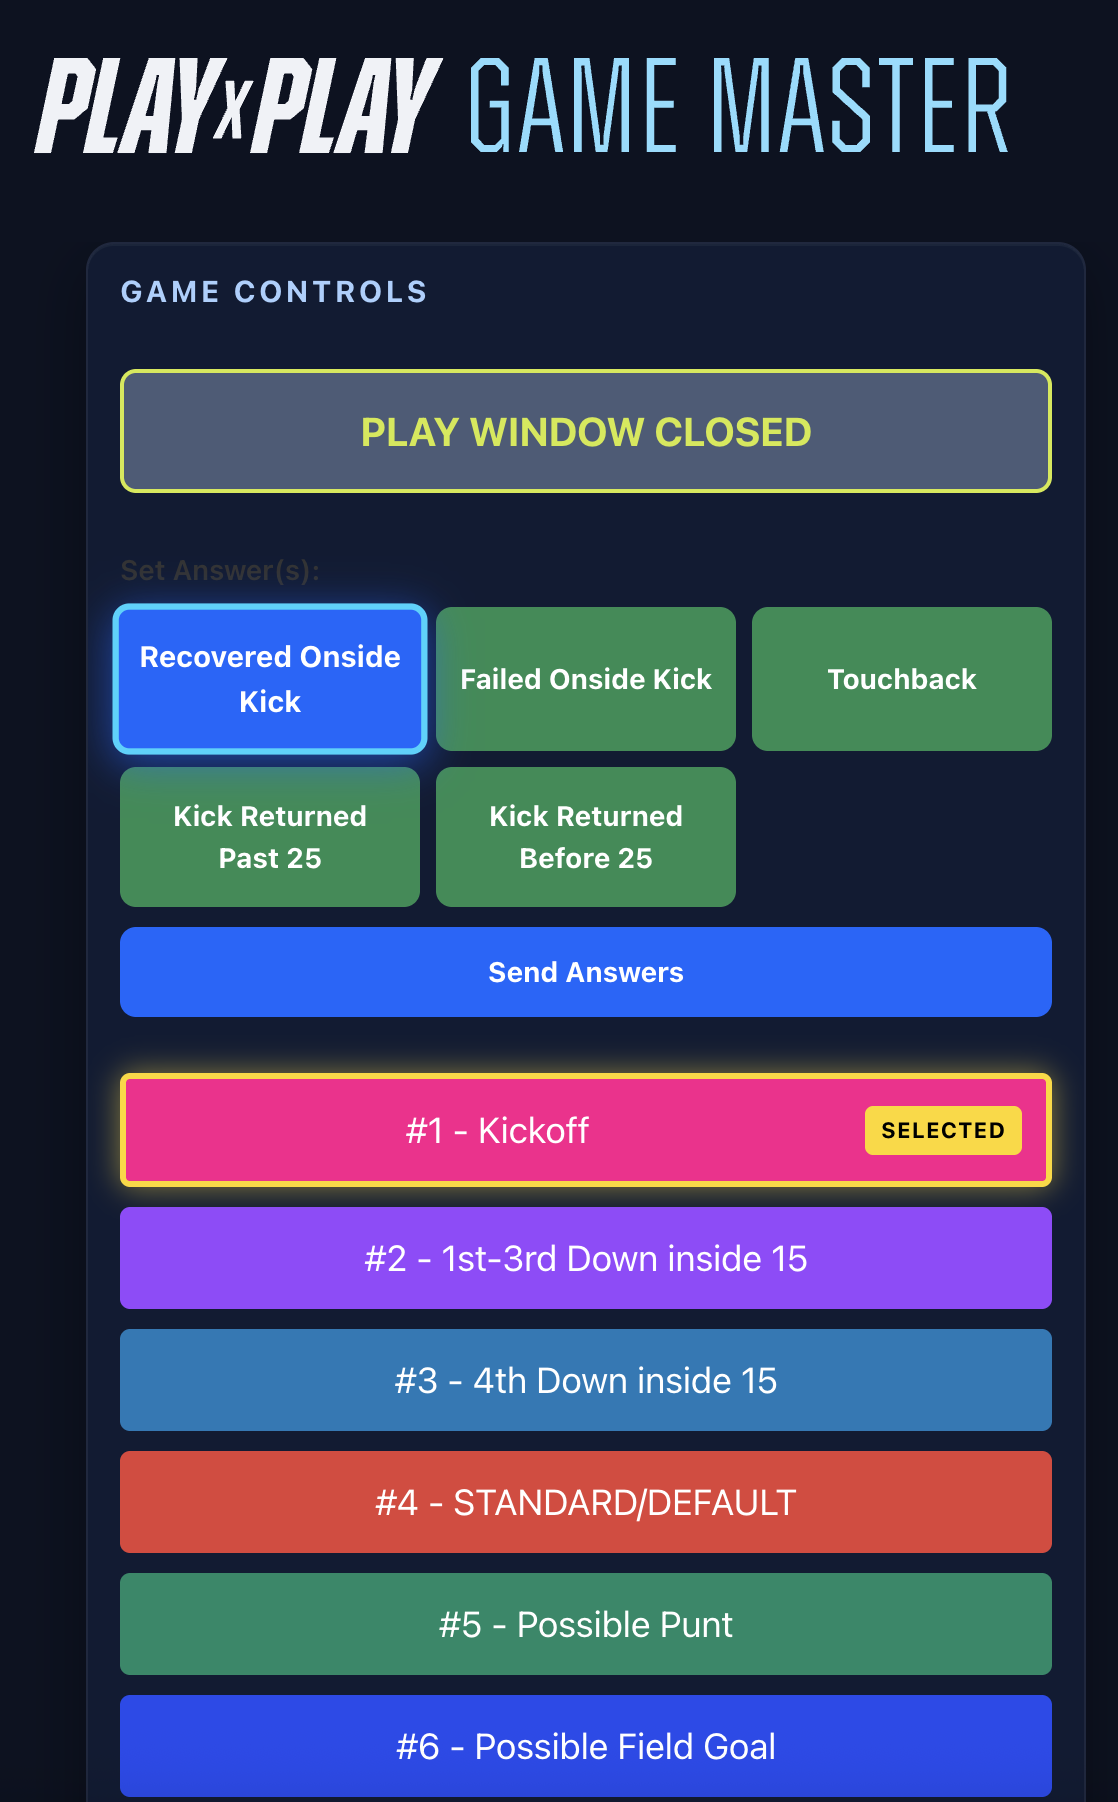 PLAYxPLAY GAME MASTER
GAME CONTROLS
PLAY WINDOW CLOSED
Set Answer(s):
Recovered Onside
Kick
Failed Onside Kick
Touchback
Kick Returned
Past 25
Kick Returned
Before 25
Send Answers
#1 - Kickoff
SELECTED
#2 - 1st-3rd Down inside 15
#3 - 4th Down inside 15
#4 - STANDARD/DEFAULT
#5 - Possible Punt
#6 - Possible Field Goal